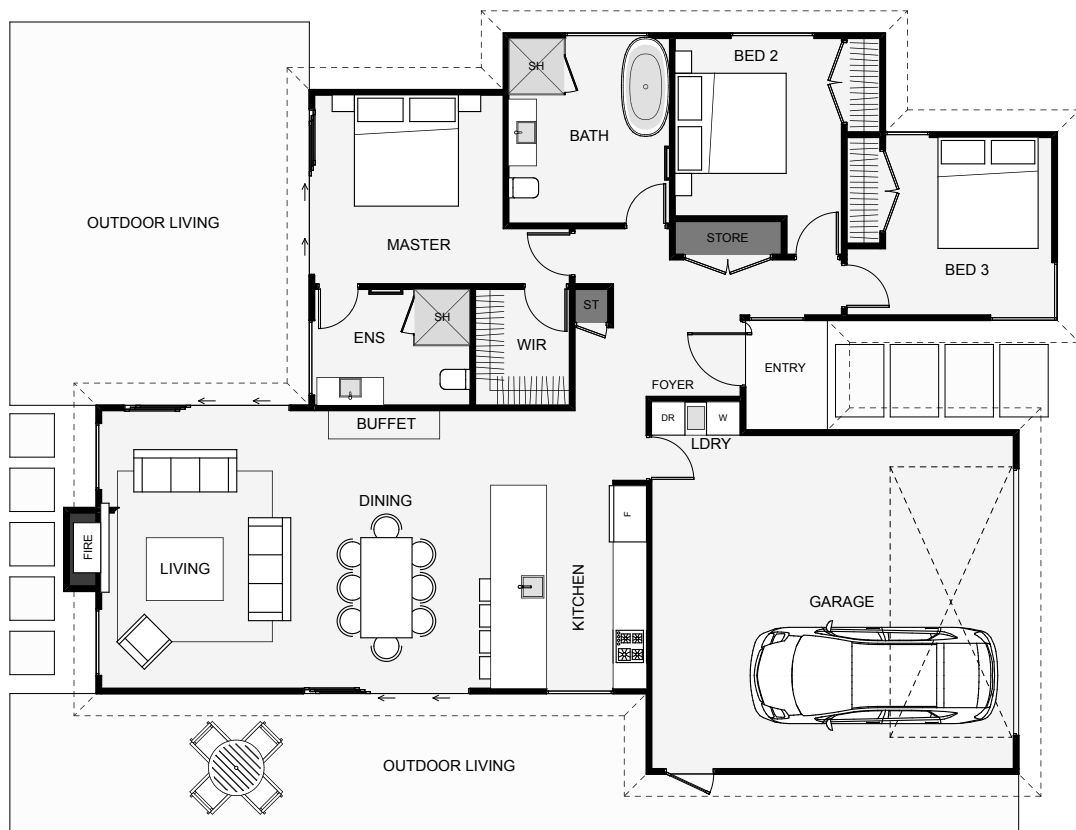 SH
BED 2
BATH
OUTDOOR LIVING
MASTER
STORE
BED 3
ST
SH
ENS
WIR
ENTRY
FOYER
BUFFET
DR
W
LDRY
DINING
F
FIRE
LIVING
KITCHEN
GARAGE
OUTDOOR LIVING